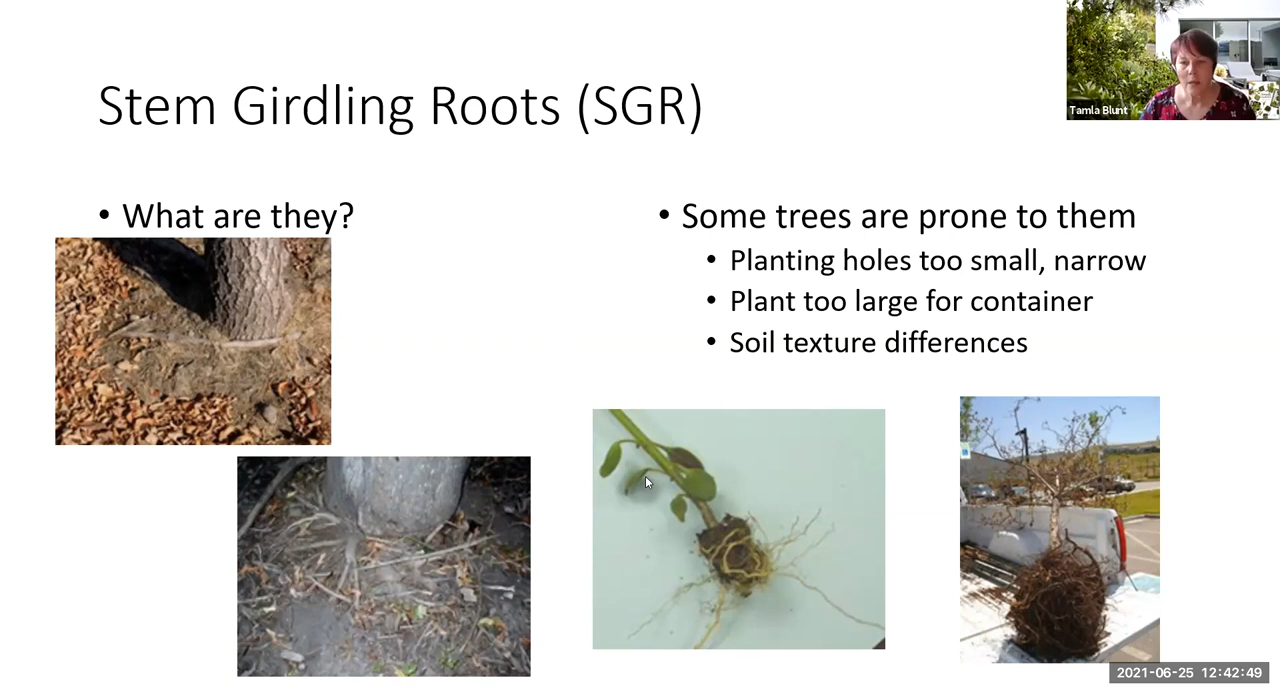 Stem Girdling Roots (SGR)
Tamla Blunt
• What are they?
• Some trees are prone to them
• Planting holes too small, narrow
• Plant too large for container
• Soil texture differences
2021-06-25 12:42:49